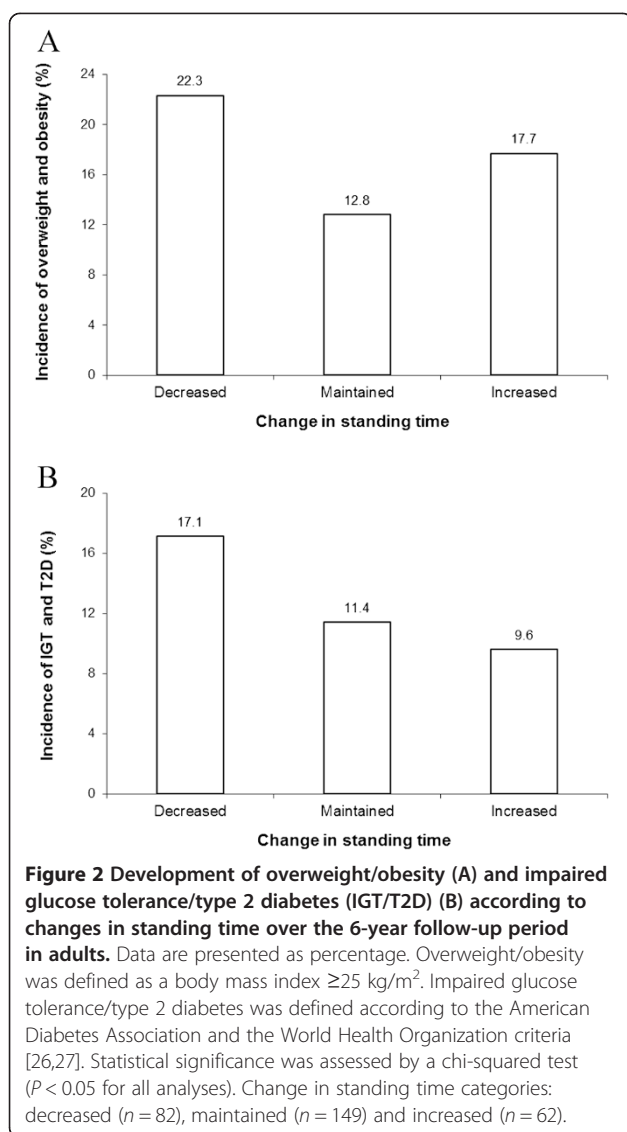 A
Incidence of overweight and obesity (%)
24
20
16
12
8
4
0
22.3
12.8
17.7
Decreased Maintained Increased
Change in standing time
B
Incidence of IGT and T2D (%)
20
16
12
8
4
0
17.1
11.4
9.6
Decreased Maintained Increased
Change in standing time
Figure 2 Development of overweight/obesity (A) and impaired
glucose tolerance/type 2 diabetes (IGT/T2D) (B) according to
changes in standing time over the 6-year follow-up period
in adults. Data are presented as percentage. Overweight/obesity
was defined as a body mass index ≥25 kg/m². Impaired glucose
tolerance/type 2 diabetes was defined according to the American
Diabetes Association and the World Health Organization criteria
[26,27]. Statistical significance was assessed by a chi-squared test
(P < 0.05 for all analyses). Change in standing time categories:
decreased (n = 82), maintained (n = 149) and increased (n = 62).